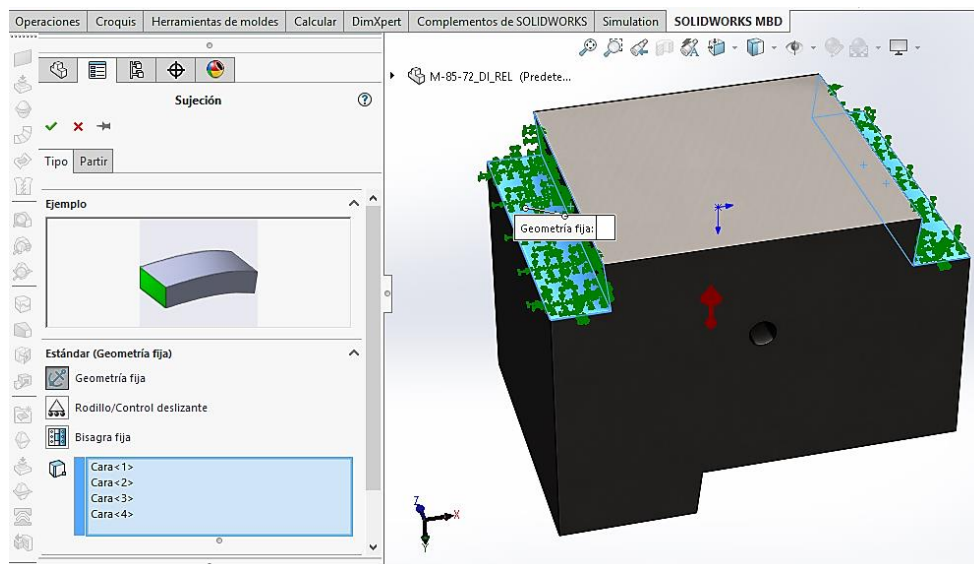 Operaciones Croquis Herramientas de moldes Calcular DimXpert Complementos de SOLIDWORKS Simulation SOLIDWORKS MBD
M-85-72_DI_REL (Predete...
Sujeción
Tipo Partir
Ejemplo
Geometría fija:
Estándar (Geometría fija)
Geometría fija
Rodillo/Control deslizante
Bisagra fija
Cara<1>
Cara<2>
Cara<3>
Cara<4>
Z
X
Y